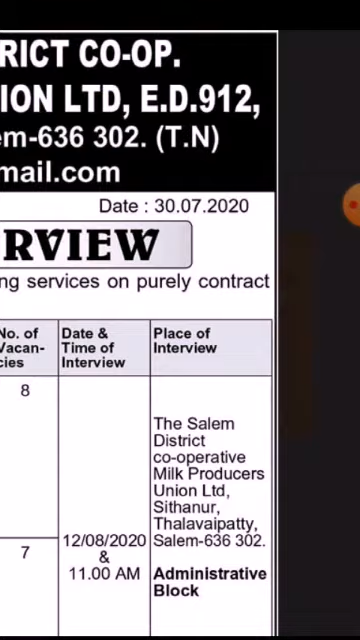 RICT CO-OP.
ION LTD, E.D.912,
em-636 302. (T.N)
mail.com
Date : 30.07.2020
RVIEW
ng services on purely contract
No. of
Vacan-
cies
Date &
Time of
Interview
Place of
Interview
8
The Salem
District
co-operative
Milk Producers
Union Ltd,
Sithanur,
Thalavaipatty,
Salem-636 302.
7
12/08/2020
&
11.00 AM
Administrative
Block